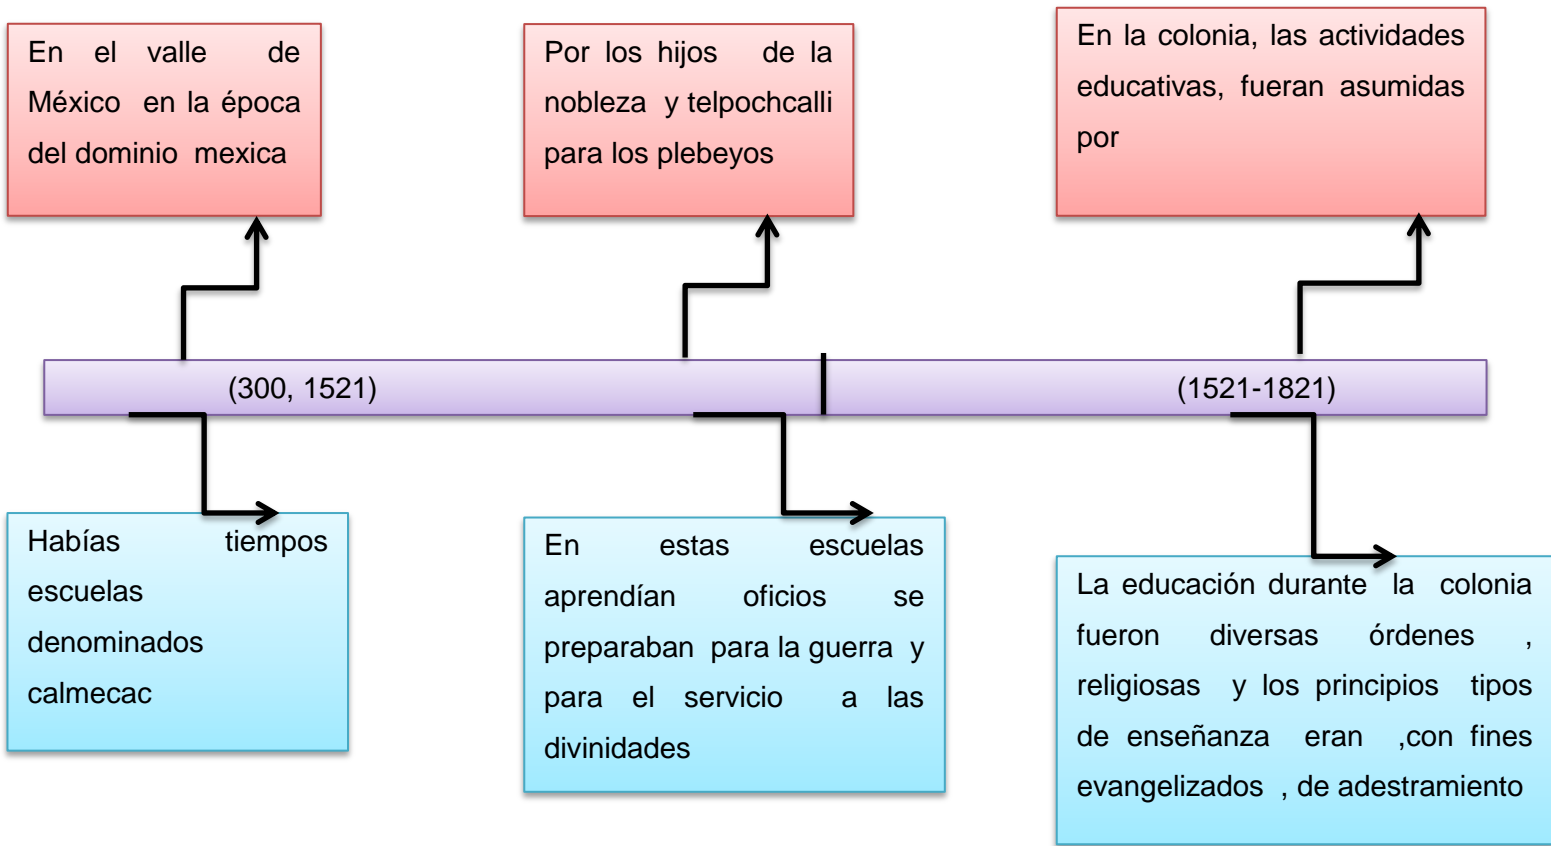 En el valle de
México en la época
del dominio mexica
Por los hijos de la
nobleza y telpochcalli
para los plebeyos
En la colonia, las actividades
educativas, fueran asumidas
por
(300, 1521)
(1521-1821)
Habías tiempos
escuelas
denominados
calmecac
En estas escuelas
aprendían oficios se
preparaban para la guerra y
para el servicio a las
divinidades
La educación durante la colonia
fueron diversas órdenes ,
religiosas y los principios tipos
de enseñanza eran ,con fines
evangelizados , de adestramiento